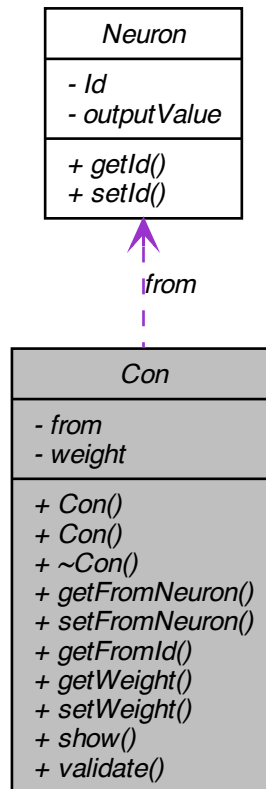 Neuron
- Id
- outputValue
+ getId()
+ setId()
from
Con
- from
- weight
+ Con()
+ Con()
+ ~Con()
+ getFromNeuron()
+ setFromNeuron()
+ getFromId()
+ getWeight()
+ setWeight()
+ show()
+ validate()